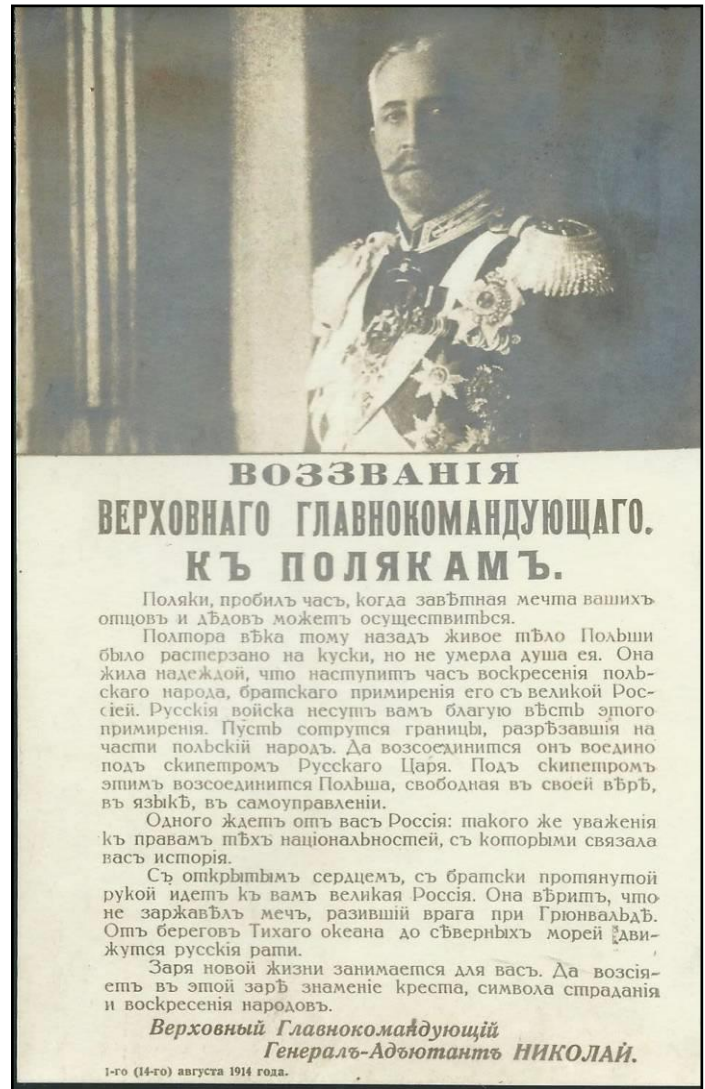 ВОЗЗВАНІЯ
ВЕРХОВНАГО ГЛАВНОКОМАНДУЮЩАГО.
КЪ ПОЛЯКАМЪ.
Поляки, пробилъ часъ, когда завѣтная мечта вашихъ
отцовъ и дѣдовъ можетъ осуществиться.
Полтора вѣка тому назадъ живое тѣло Польши
было растерзано на куски, но не умерла душа ея. Она
жила надеждой, что наступитъ часъ воскресенія поль-
скаго народа, братскаго примиренія его съ великой Рос-
сіей. Русскія войска несутъ вамъ благую вѣсть этого
примиренія. Пусть сотрутся границы, разрѣзавшія на
части польскій народъ. Да возсоединится онъ воедино
подъ скипетромъ Русскаго Царя. Подъ скипетромъ
этимъ возсоединится Польша, свободная въ своей вѣрѣ,
въ языкѣ, въ самоуправленіи.
Одного ждетъ отъ васъ Россія: такого же уваженія
къ правамъ тѣхъ національностей, съ которыми связала
васъ исторія.
Съ открытымъ сердцемъ, съ братски протянутой
рукой идетъ къ вамъ великая Россія. Она вѣритъ, что
не заржавѣлъ мечъ, разившій врага при Грюнвальдѣ.
Отъ береговъ Тихаго океана до сѣверныхъ морей дви-
жутся русскія рати.
Заря новой жизни занимается для васъ. Да возсія-
етъ въ этой зарѣ знаменіе креста, символа страданія
и воскресенія народовъ.
Верховный Главнокомандующій
Генералъ-Адъютантъ НИКОЛАЙ.
1-го (14-го) августа 1914 года.